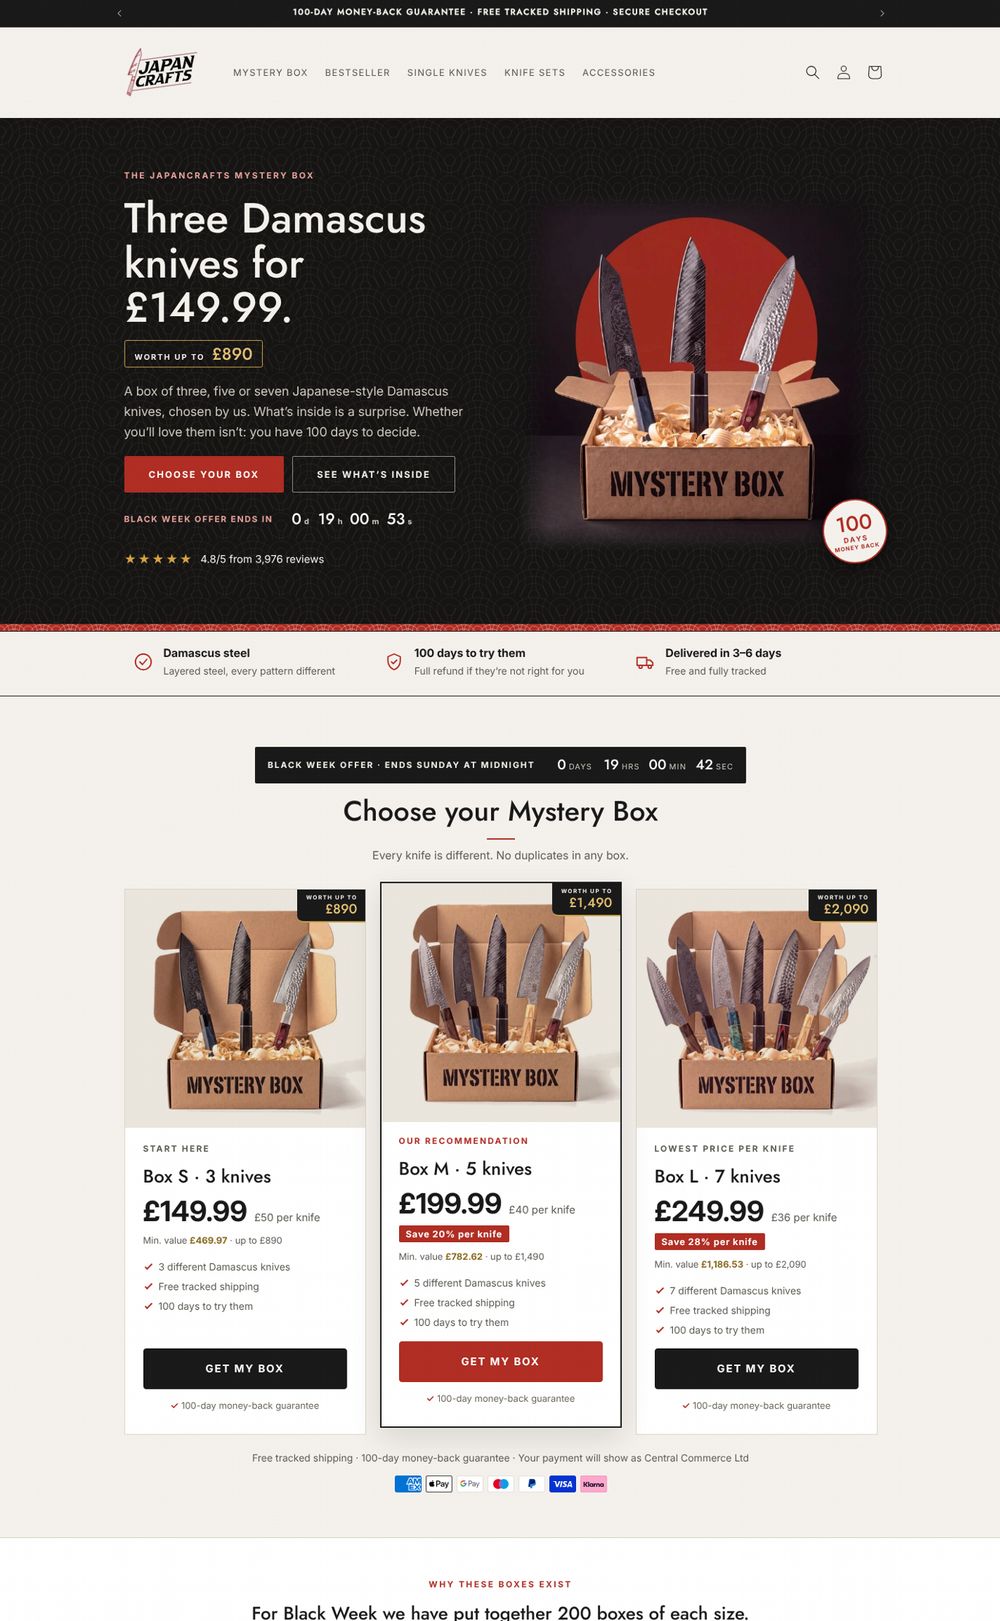 100-DAY MONEY-BACK GUARANTEE · FREE TRACKED SHIPPING · SECURE CHECKOUT
JAPAN
CRAFTS
MYSTERY BOX
BESTSELLER
SINGLE KNIVES
KNIFE SETS
ACCESSORIES
THE JAPANCRAFTS MYSTERY BOX
Three Damascus
knives for
£149.99.
WORTH UP TO £890
A box of three, five or seven Japanese-style Damascus
knives, chosen by us. What's inside is a surprise. Whether
you'll love them isn't: you have 100 days to decide.
CHOOSE YOUR BOX
SEE WHAT'S INSIDE
BLACK WEEK OFFER ENDS IN 0 d 19 h 00 m 53 s
★★★★★ 4.8/5 from 3,976 reviews
MYSTERY BOX
100
DAYS
MONEY BACK
Damascus steel
Layered steel, every pattern different
100 days to try them
Full refund if they're not right for you
Delivered in 3–6 days
Free and fully tracked
BLACK WEEK OFFER · ENDS SUNDAY AT MIDNIGHT 0 DAYS 19 HRS 00 MIN 42 SEC
Choose your Mystery Box
Every knife is different. No duplicates in any box.
WORTH UP TO
£890
MYSTERY BOX
START HERE
Box S · 3 knives
£149.99 £50 per knife
Min. value £469.97 · up to £890
3 different Damascus knives
Free tracked shipping
100 days to try them
GET MY BOX
100-day money-back guarantee
WORTH UP TO
£1,490
MYSTERY BOX
OUR RECOMMENDATION
Box M · 5 knives
£199.99 £40 per knife
Save 20% per knife
Min. value £782.62 · up to £1,490
5 different Damascus knives
Free tracked shipping
100 days to try them
GET MY BOX
100-day money-back guarantee
WORTH UP TO
£2,090
MYSTERY BOX
LOWEST PRICE PER KNIFE
Box L · 7 knives
£249.99 £36 per knife
Save 28% per knife
Min. value £1,186.53 · up to £2,090
7 different Damascus knives
Free tracked shipping
100 days to try them
GET MY BOX
100-day money-back guarantee
Free tracked shipping · 100-day money-back guarantee · Your payment will show as Central Commerce Ltd
AMEX Pay G Pay VISA Klarna
WHY THESE BOXES EXIST
For Black Week we have put together 200 boxes of each size.